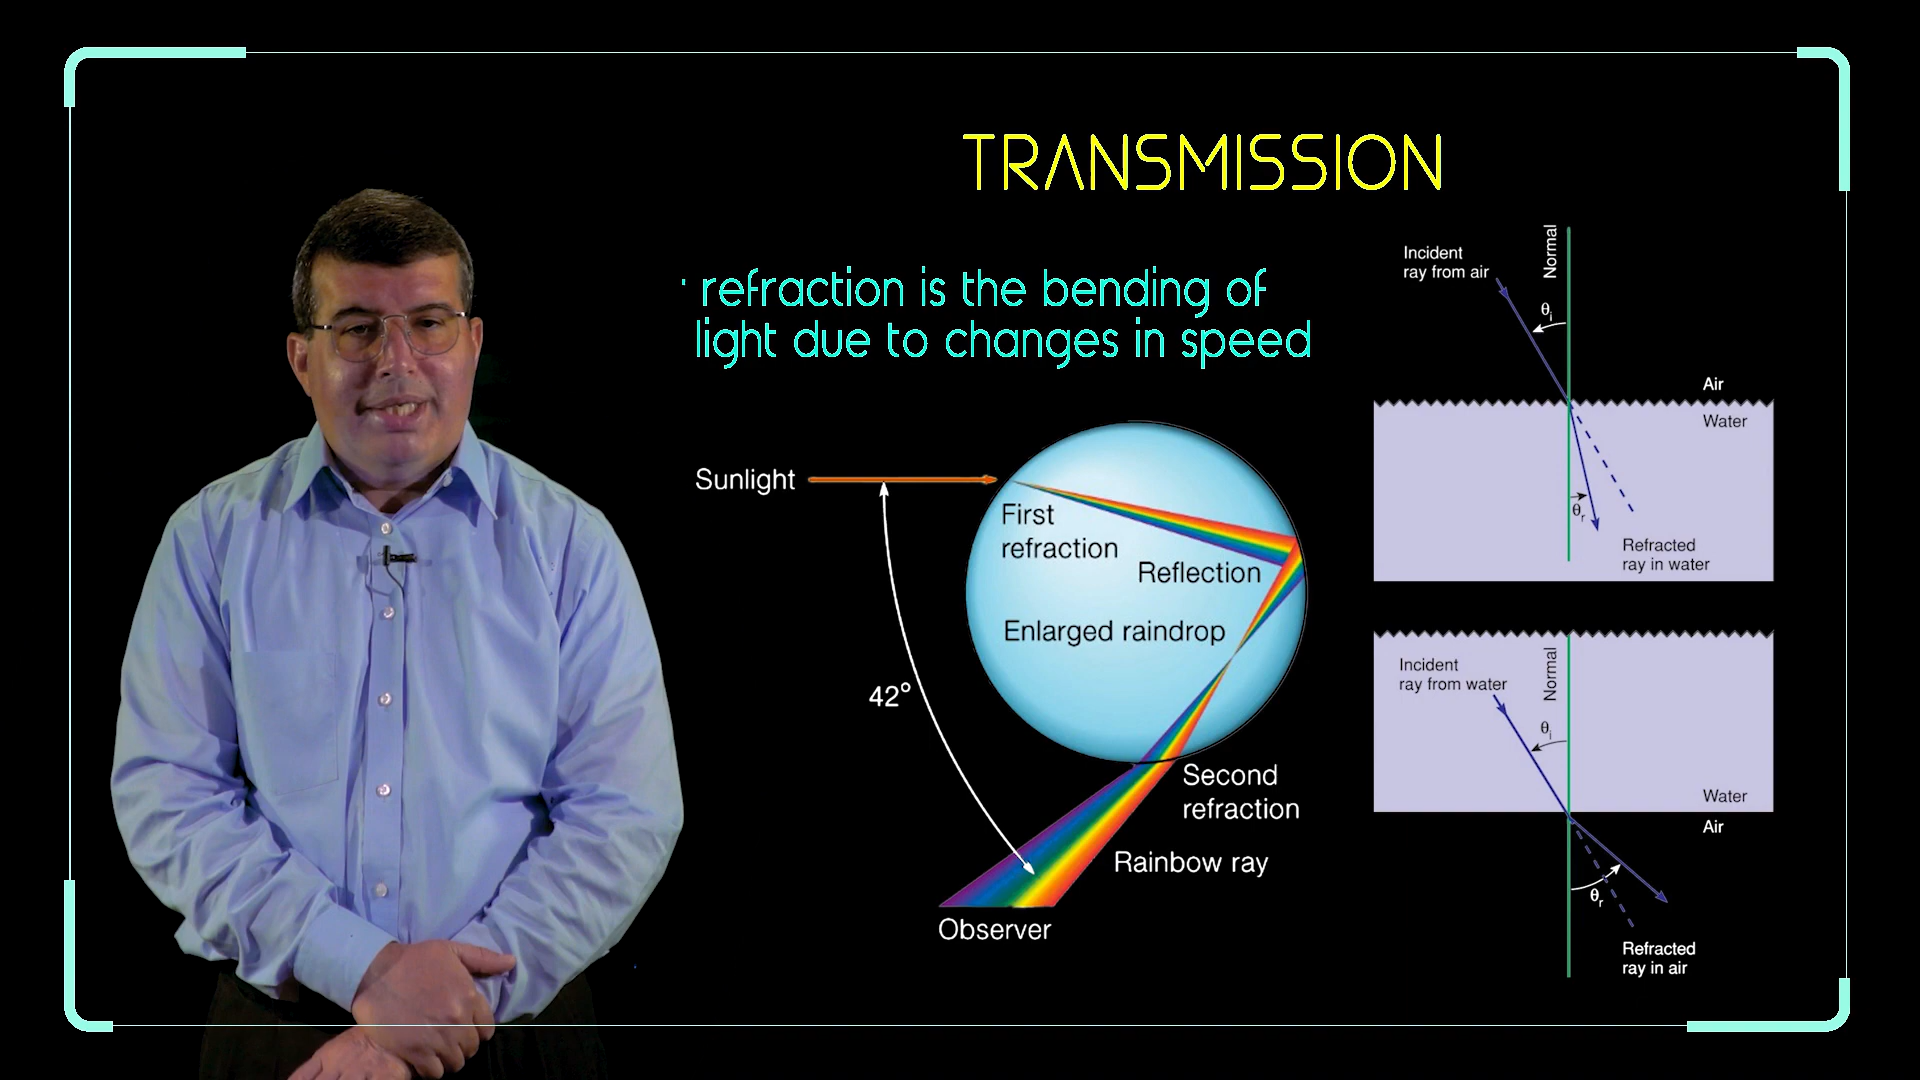 TRANSMISSION
· refraction is the bending of
light due to changes in speed
Sunlight
First
refraction
Reflection
Enlarged raindrop
42°
Second
refraction
Rainbow ray
Observer
Incident
ray from air
Normal
θi
Air
Water
θr
Refracted
ray in water
Incident
ray from water
Normal
θi
Water
Air
θr
Refracted
ray in air